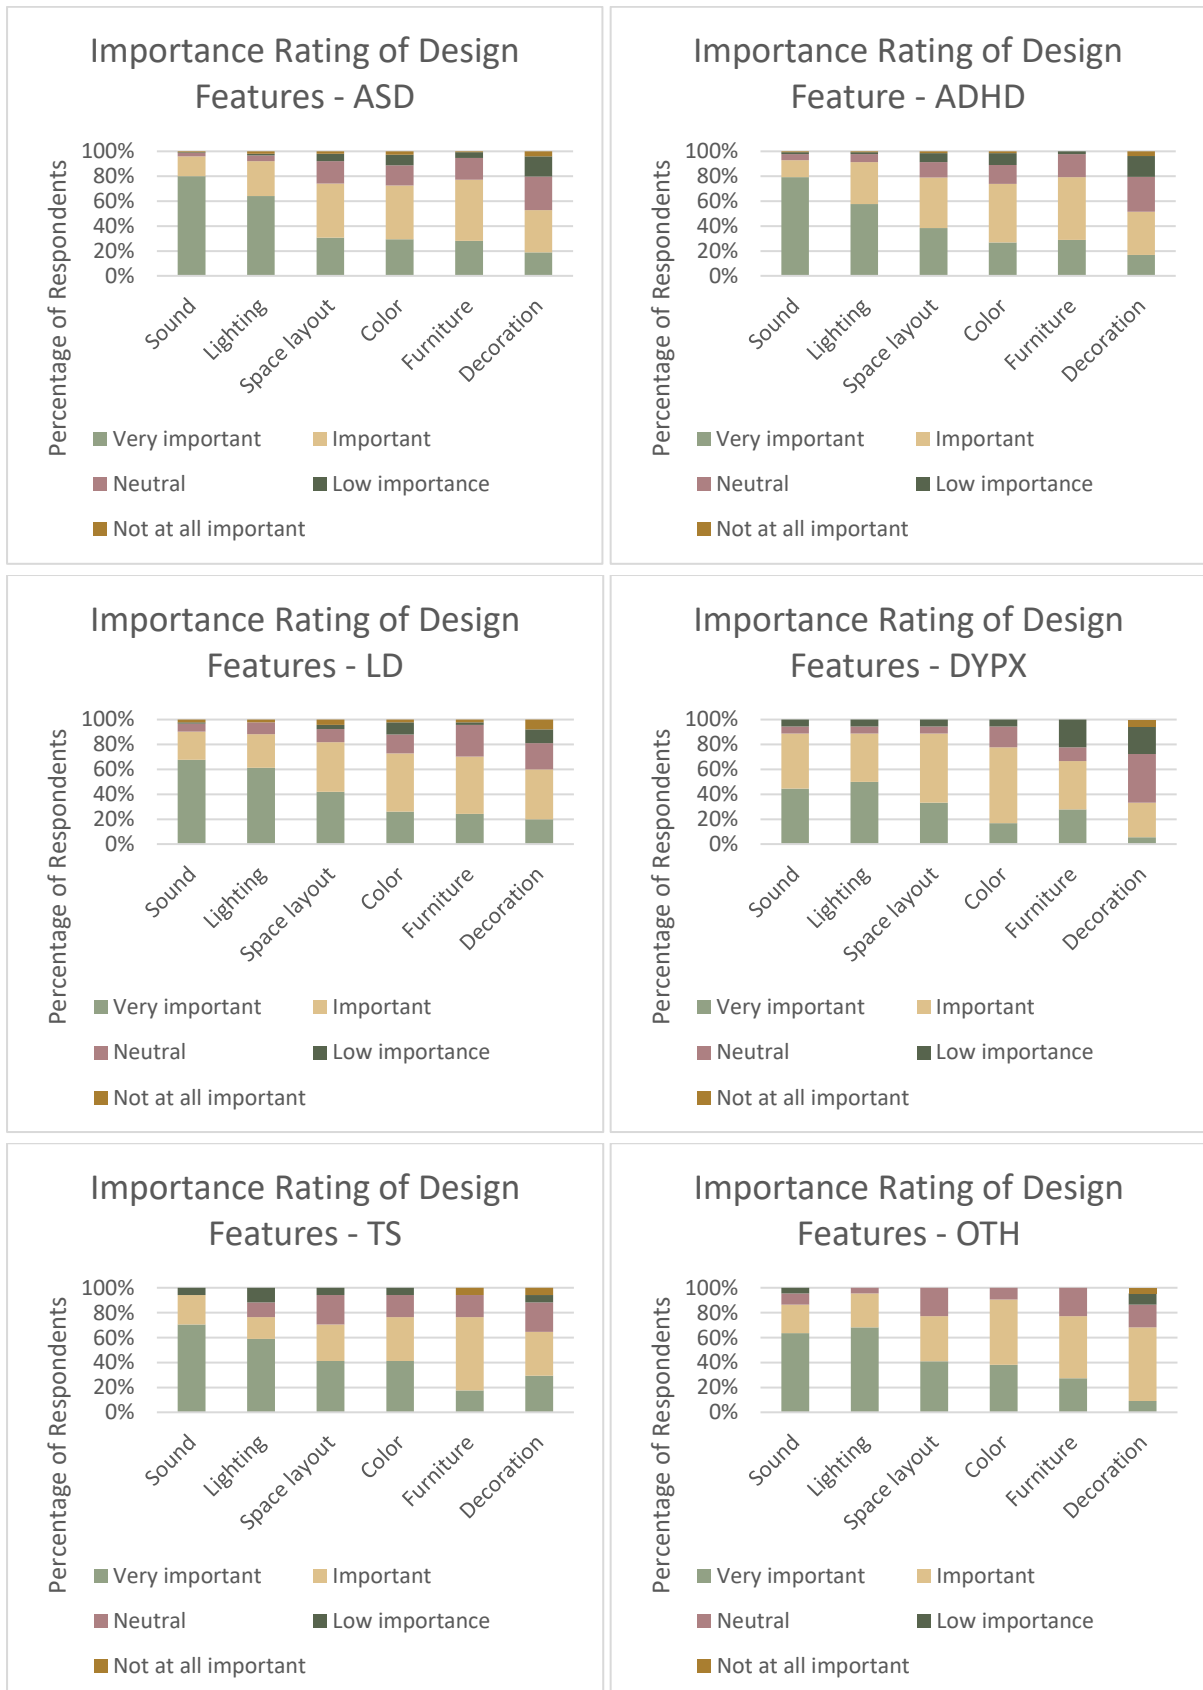 Importance Rating of Design
Features - ASD
Percentage of Respondents
100%
80%
60%
40%
20%
0%
Sound
Lighting
Space layout
Color
Furniture
Decoration
Very important
Important
Neutral
Low importance
Not at all important
Importance Rating of Design
Feature - ADHD
Percentage of Respondents
100%
80%
60%
40%
20%
0%
Sound
Lighting
Space layout
Color
Furniture
Decoration
Very important
Important
Neutral
Low importance
Not at all important
Importance Rating of Design
Features - LD
Percentage of Respondents
100%
80%
60%
40%
20%
0%
Sound
Lighting
Space layout
Color
Furniture
Decoration
Very important
Important
Neutral
Low importance
Not at all important
Importance Rating of Design
Features - DYPX
Percentage of Respondents
100%
80%
60%
40%
20%
0%
Sound
Lighting
Space layout
Color
Furniture
Decoration
Very important
Important
Neutral
Low importance
Not at all important
Importance Rating of Design
Features - TS
Percentage of Respondents
100%
80%
60%
40%
20%
0%
Sound
Lighting
Space layout
Color
Furniture
Decoration
Very important
Important
Neutral
Low importance
Not at all important
Importance Rating of Design
Features - OTH
Percentage of Respondents
100%
80%
60%
40%
20%
0%
Sound
Lighting
Space layout
Color
Furniture
Decoration
Very important
Important
Neutral
Low importance
Not at all important